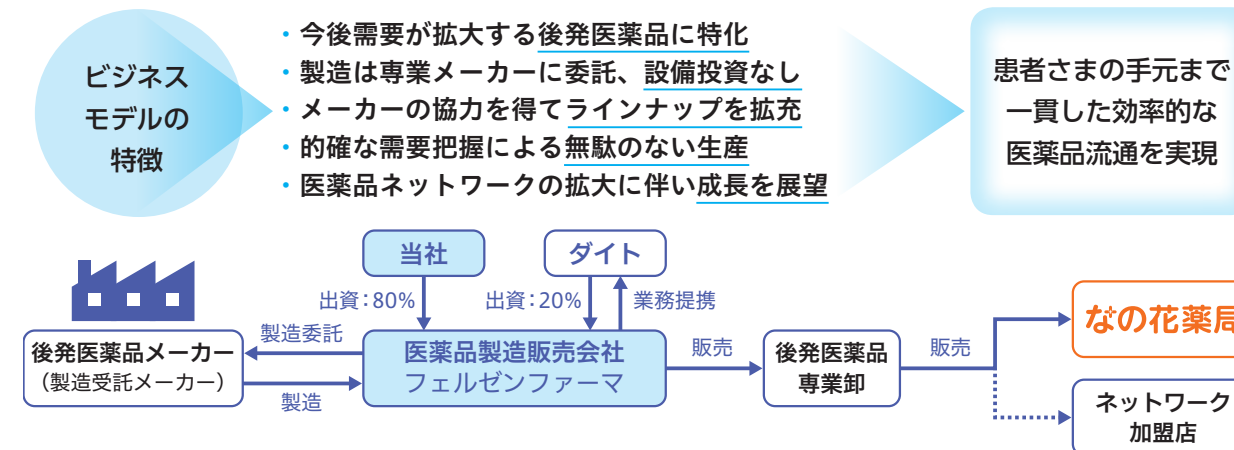 ビジネス
モデルの
特徴
・今後需要が拡大する後発医薬品に特化
・製造は専業メーカーに委託、設備投資なし
・メーカーの協力を得てラインナップを拡充
・的確な需要把握による無駄のない生産
・医薬品ネットワークの拡大に伴い成長を展望
患者さまの手元まで
一貫した効率的な
医薬品流通を実現
当社
ダイト
出資：80%
出資：20%
業務提携
後発医薬品メーカー
（製造受託メーカー）
製造委託
製造
医薬品製造販売会社
フェルゼンファーマ
販売
後発医薬品
専業卸
販売
なの花薬局
ネットワーク
加盟店